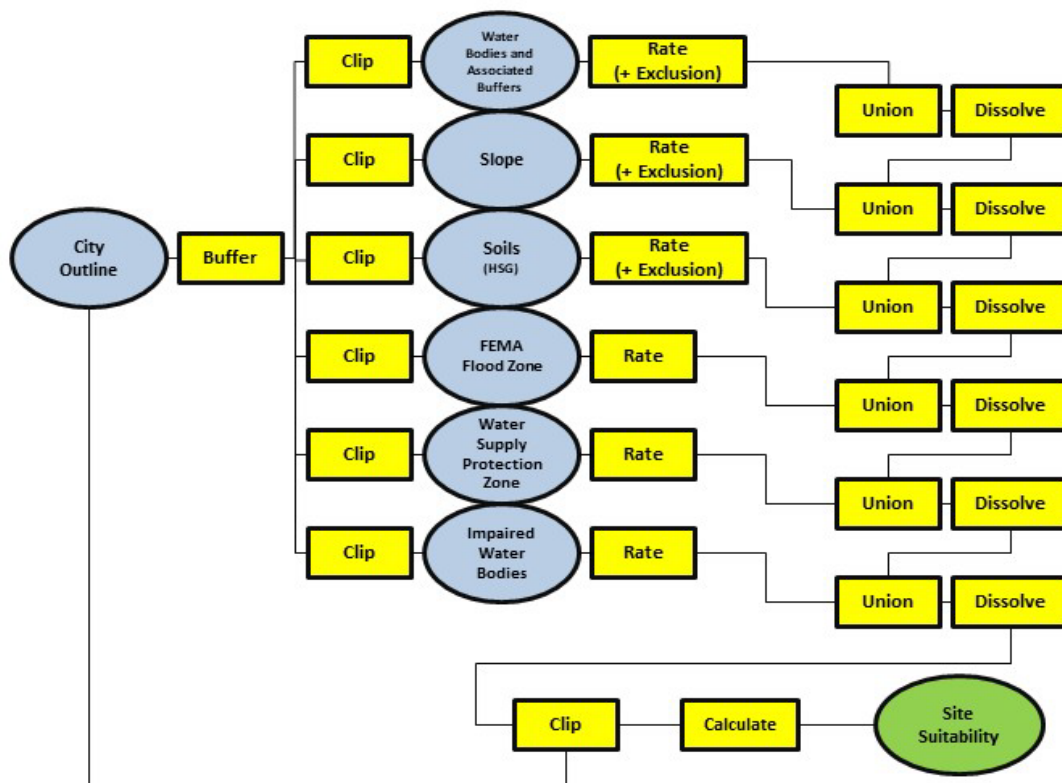 Clip
Water
Bodies and
Associated
Buffers
Rate
(+ Exclusion)
Union
Dissolve
Clip
Slope
Rate
(+ Exclusion)
Union
Dissolve
City
Outline
Buffer
Clip
Soils
(HSG)
Rate
(+ Exclusion)
Union
Dissolve
Clip
FEMA
Flood Zone
Rate
Union
Dissolve
Clip
Water
Supply
Protection
Zone
Rate
Union
Dissolve
Clip
Impaired
Water
Bodies
Rate
Union
Dissolve
Clip
Calculate
Site
Suitability